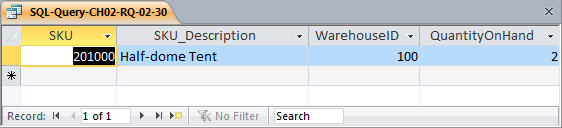 SQL-Query-CH02-RQ-02-30
SKU SKU_Description WarehouseID QuantityOnHand
201000 Half-dome Tent 100 2
*
Record: 1 of 1 No Filter Search